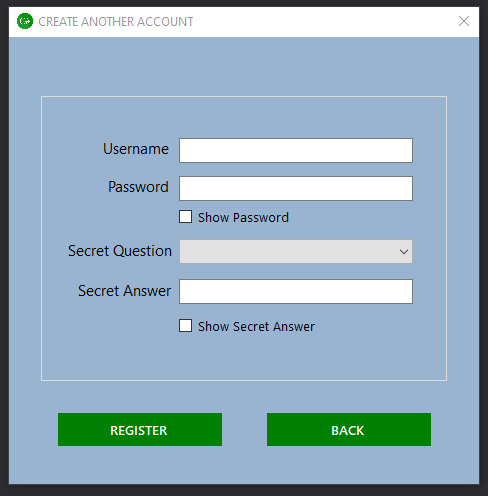 CREATE ANOTHER ACCOUNT
Username
Password
Show Password
Secret Question
Secret Answer
Show Secret Answer
REGISTER
BACK